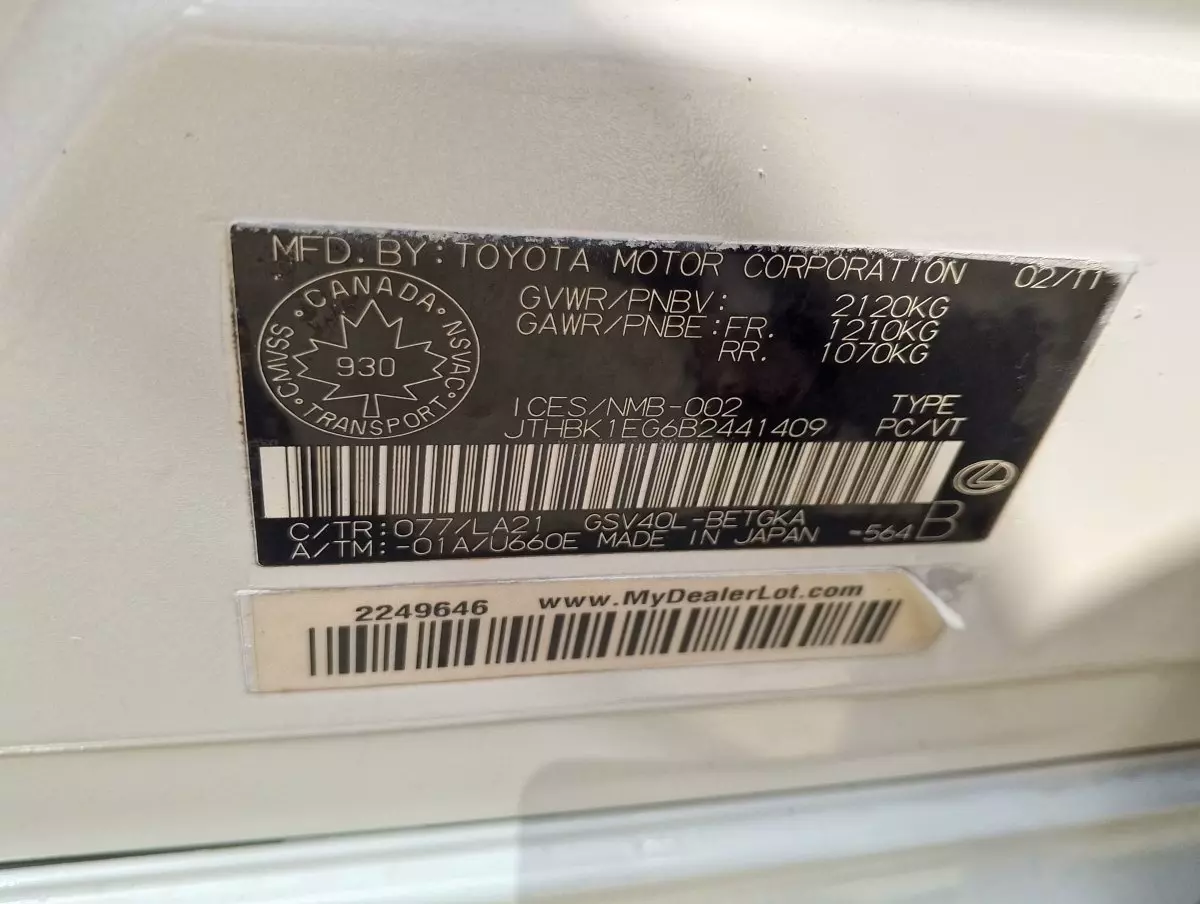 MFD. BY: TOYOTA MOTOR CORPORATION 02/11
CANADA
CMVSS NSVAC
930
TRANSPORT
GVWR/PNBV: 2120KG
GAWR/PNBE: FR. 1210KG
RR. 1070KG
ICES/NMB-002 TYPE
JTHBK1EG6B2441409 PC/VT
C/TR: 077/LA21 GSV40L-BETGKA
A/TM: -01A/U660E MADE IN JAPAN -564 B
2249646 www.MyDealerLot.com